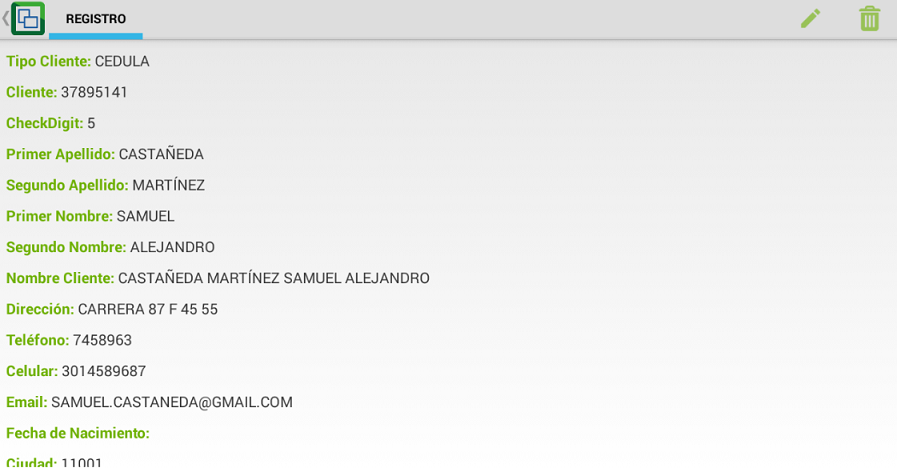 REGISTRO
Tipo Cliente: CEDULA
Cliente: 37895141
CheckDigit: 5
Primer Apellido: CASTAÑEDA
Segundo Apellido: MARTÍNEZ
Primer Nombre: SAMUEL
Segundo Nombre: ALEJANDRO
Nombre Cliente: CASTAÑEDA MARTÍNEZ SAMUEL ALEJANDRO
Dirección: CARRERA 87 F 45 55
Teléfono: 7458963
Celular: 3014589687
Email: SAMUEL.CASTANEDA@GMAIL.COM
Fecha de Nacimiento:
Ciudad: 11001